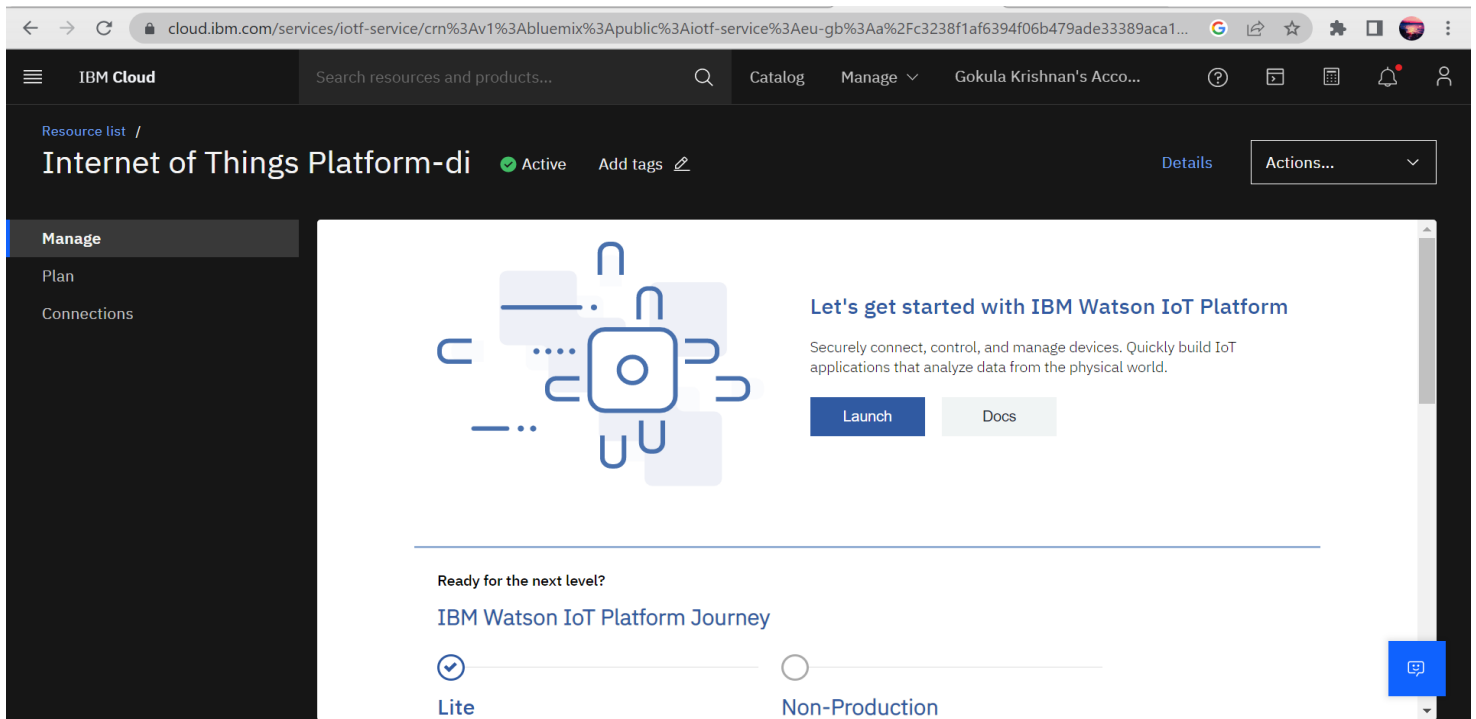 cloud.ibm.com/services/iotf-service/crn%3Av1%3Abluemix%3Apublic%3Aiotf-service%3Aeu-gb%3Aa%2Fc3238f1af6394f06b479ade33389aca1...
IBM Cloud
Search resources and products...
Catalog
Manage
Gokula Krishnan's Acco...
Resource list /
Internet of Things Platform-di
Active
Add tags
Details
Actions...
Manage
Plan
Connections
Let's get started with IBM Watson IoT Platform
Securely connect, control, and manage devices. Quickly build IoT
applications that analyze data from the physical world.
Launch
Docs
Ready for the next level?
IBM Watson IoT Platform Journey
Lite
Non-Production